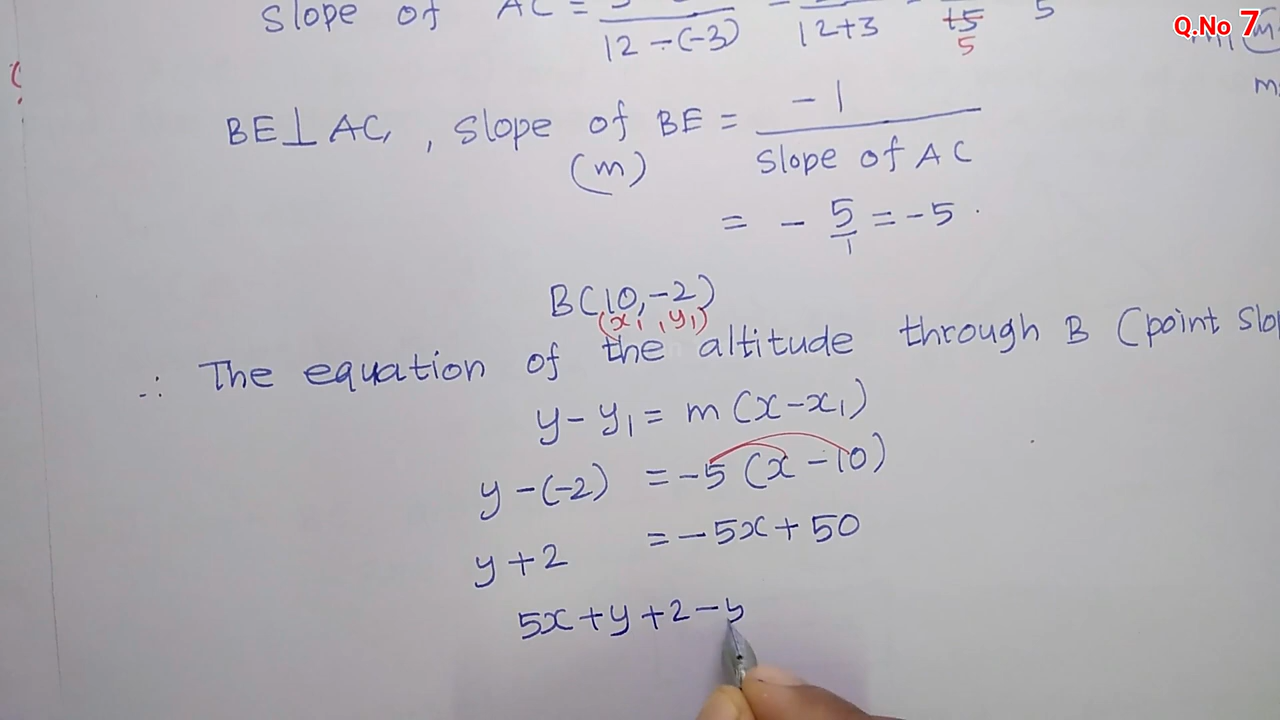 Q.No 7
Slope of AC =
12-(-3) 12+3 15 5
5
BE⊥AC, , Slope of BE = -1
(m) Slope of AC
= - 5/1 = -5.
B(10,-2)
(x1, y1)
∴ The equation of the altitude through B (point Slo
y - y1 = m (x - x1)
y - (-2) = -5 (x - 10)
y + 2 = -5x + 50
5x + y + 2 - 5